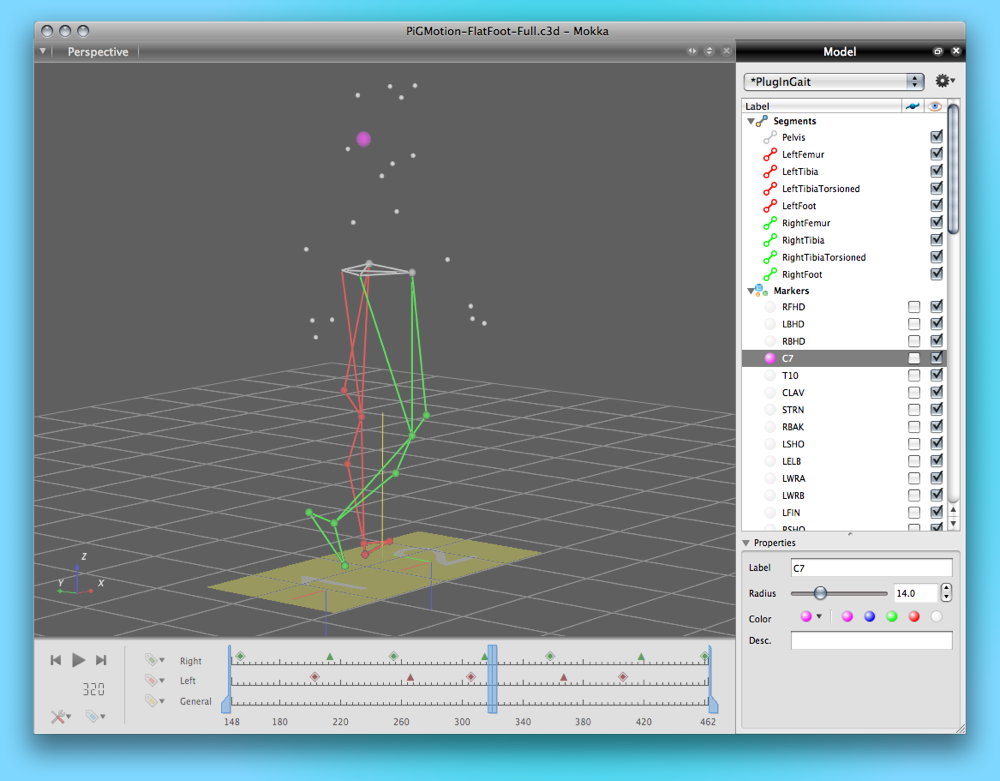 PiGMotion-FlatFoot-Full.c3d – Mokka
Perspective
Model
*PlugInGait
Label
Segments
Pelvis
LeftFemur
LeftTibia
LeftTibiaTorsioned
LeftFoot
RightFemur
RightTibia
RightTibiaTorsioned
RightFoot
Markers
RFHD
LBHD
RBHD
C7
T10
CLAV
STRN
RBAK
LSHO
LELB
LWRA
LWRB
LFIN
RSHO
Properties
Label C7
Radius 14.0
Color
Desc.
Z
Y X
1 2
Right
320 Left
General
148 180 220 260 300 340 380 420 462